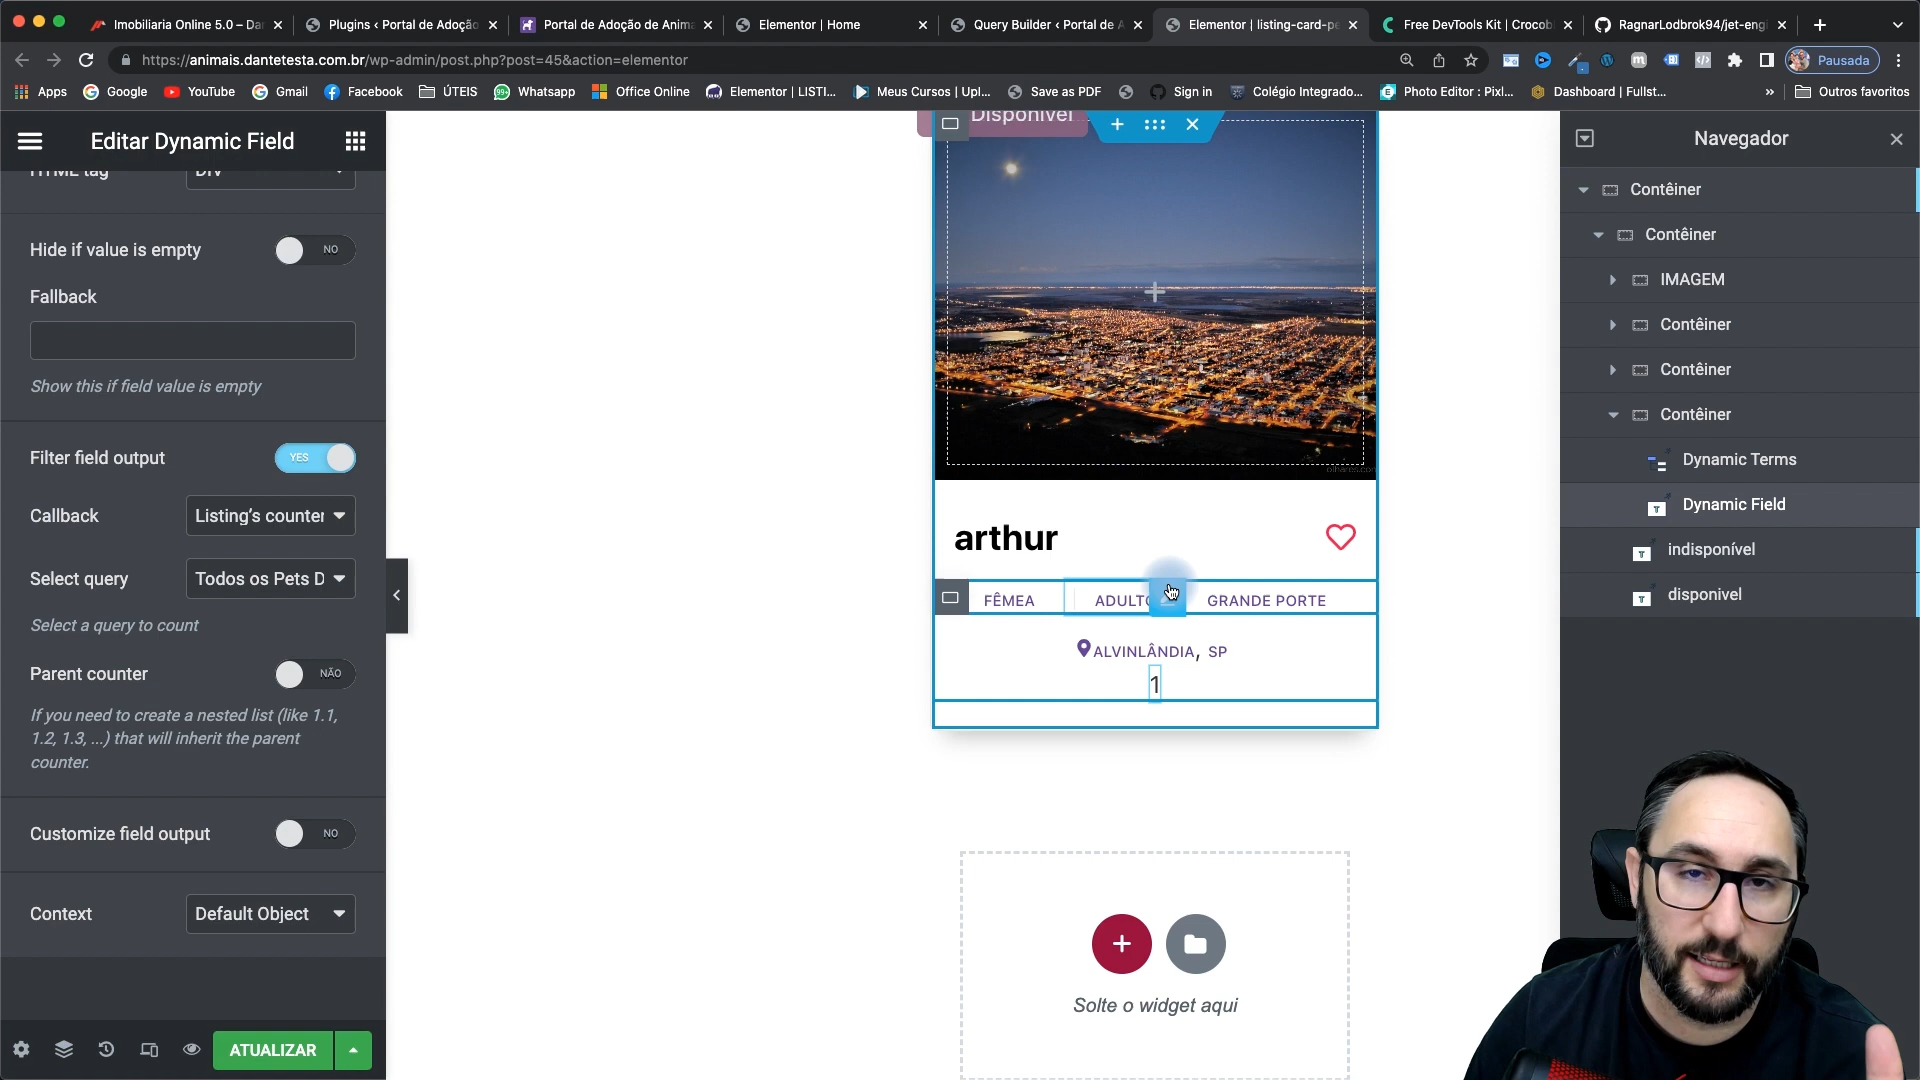 Imobiliaria Online 5.0 – Da
Plugins ‹ Portal de Adoção
Portal de Adoção de Anima
Elementor | Home
Query Builder ‹ Portal de A
Elementor | listing-card-pe
Free DevTools Kit | Crocob
RagnarLodbrok94/jet-engi
https://animais.dantetesta.com.br/wp-admin/post.php?post=45&action=elementor
Pausada
Apps
Google
YouTube
Gmail
Facebook
ÚTEIS
Whatsapp
Office Online
Elementor | LISTI...
Meus Cursos | Upl...
Save as PDF
Sign in
Colégio Integrado...
Photo Editor : Pixl...
Dashboard | Fullst...
»
Outros favoritos
Editar Dynamic Field
HTML tag
DIV
Hide if value is empty
NO
Fallback
Show this if field value is empty
Filter field output
YES
Callback
Listing's counter
Select query
Todos os Pets D
Select a query to count
Parent counter
NÃO
If you need to create a nested list (like 1.1,
1.2, 1.3, ...) that will inherit the parent
counter.
Customize field output
NO
Context
Default Object
ATUALIZAR
Disponível
arthur
FÊMEA
ADULTO
GRANDE PORTE
ALVINLÂNDIA, SP
1
Solte o widget aqui
Navegador
Contêiner
Contêiner
IMAGEM
Contêiner
Contêiner
Contêiner
Dynamic Terms
Dynamic Field
indisponível
disponivel